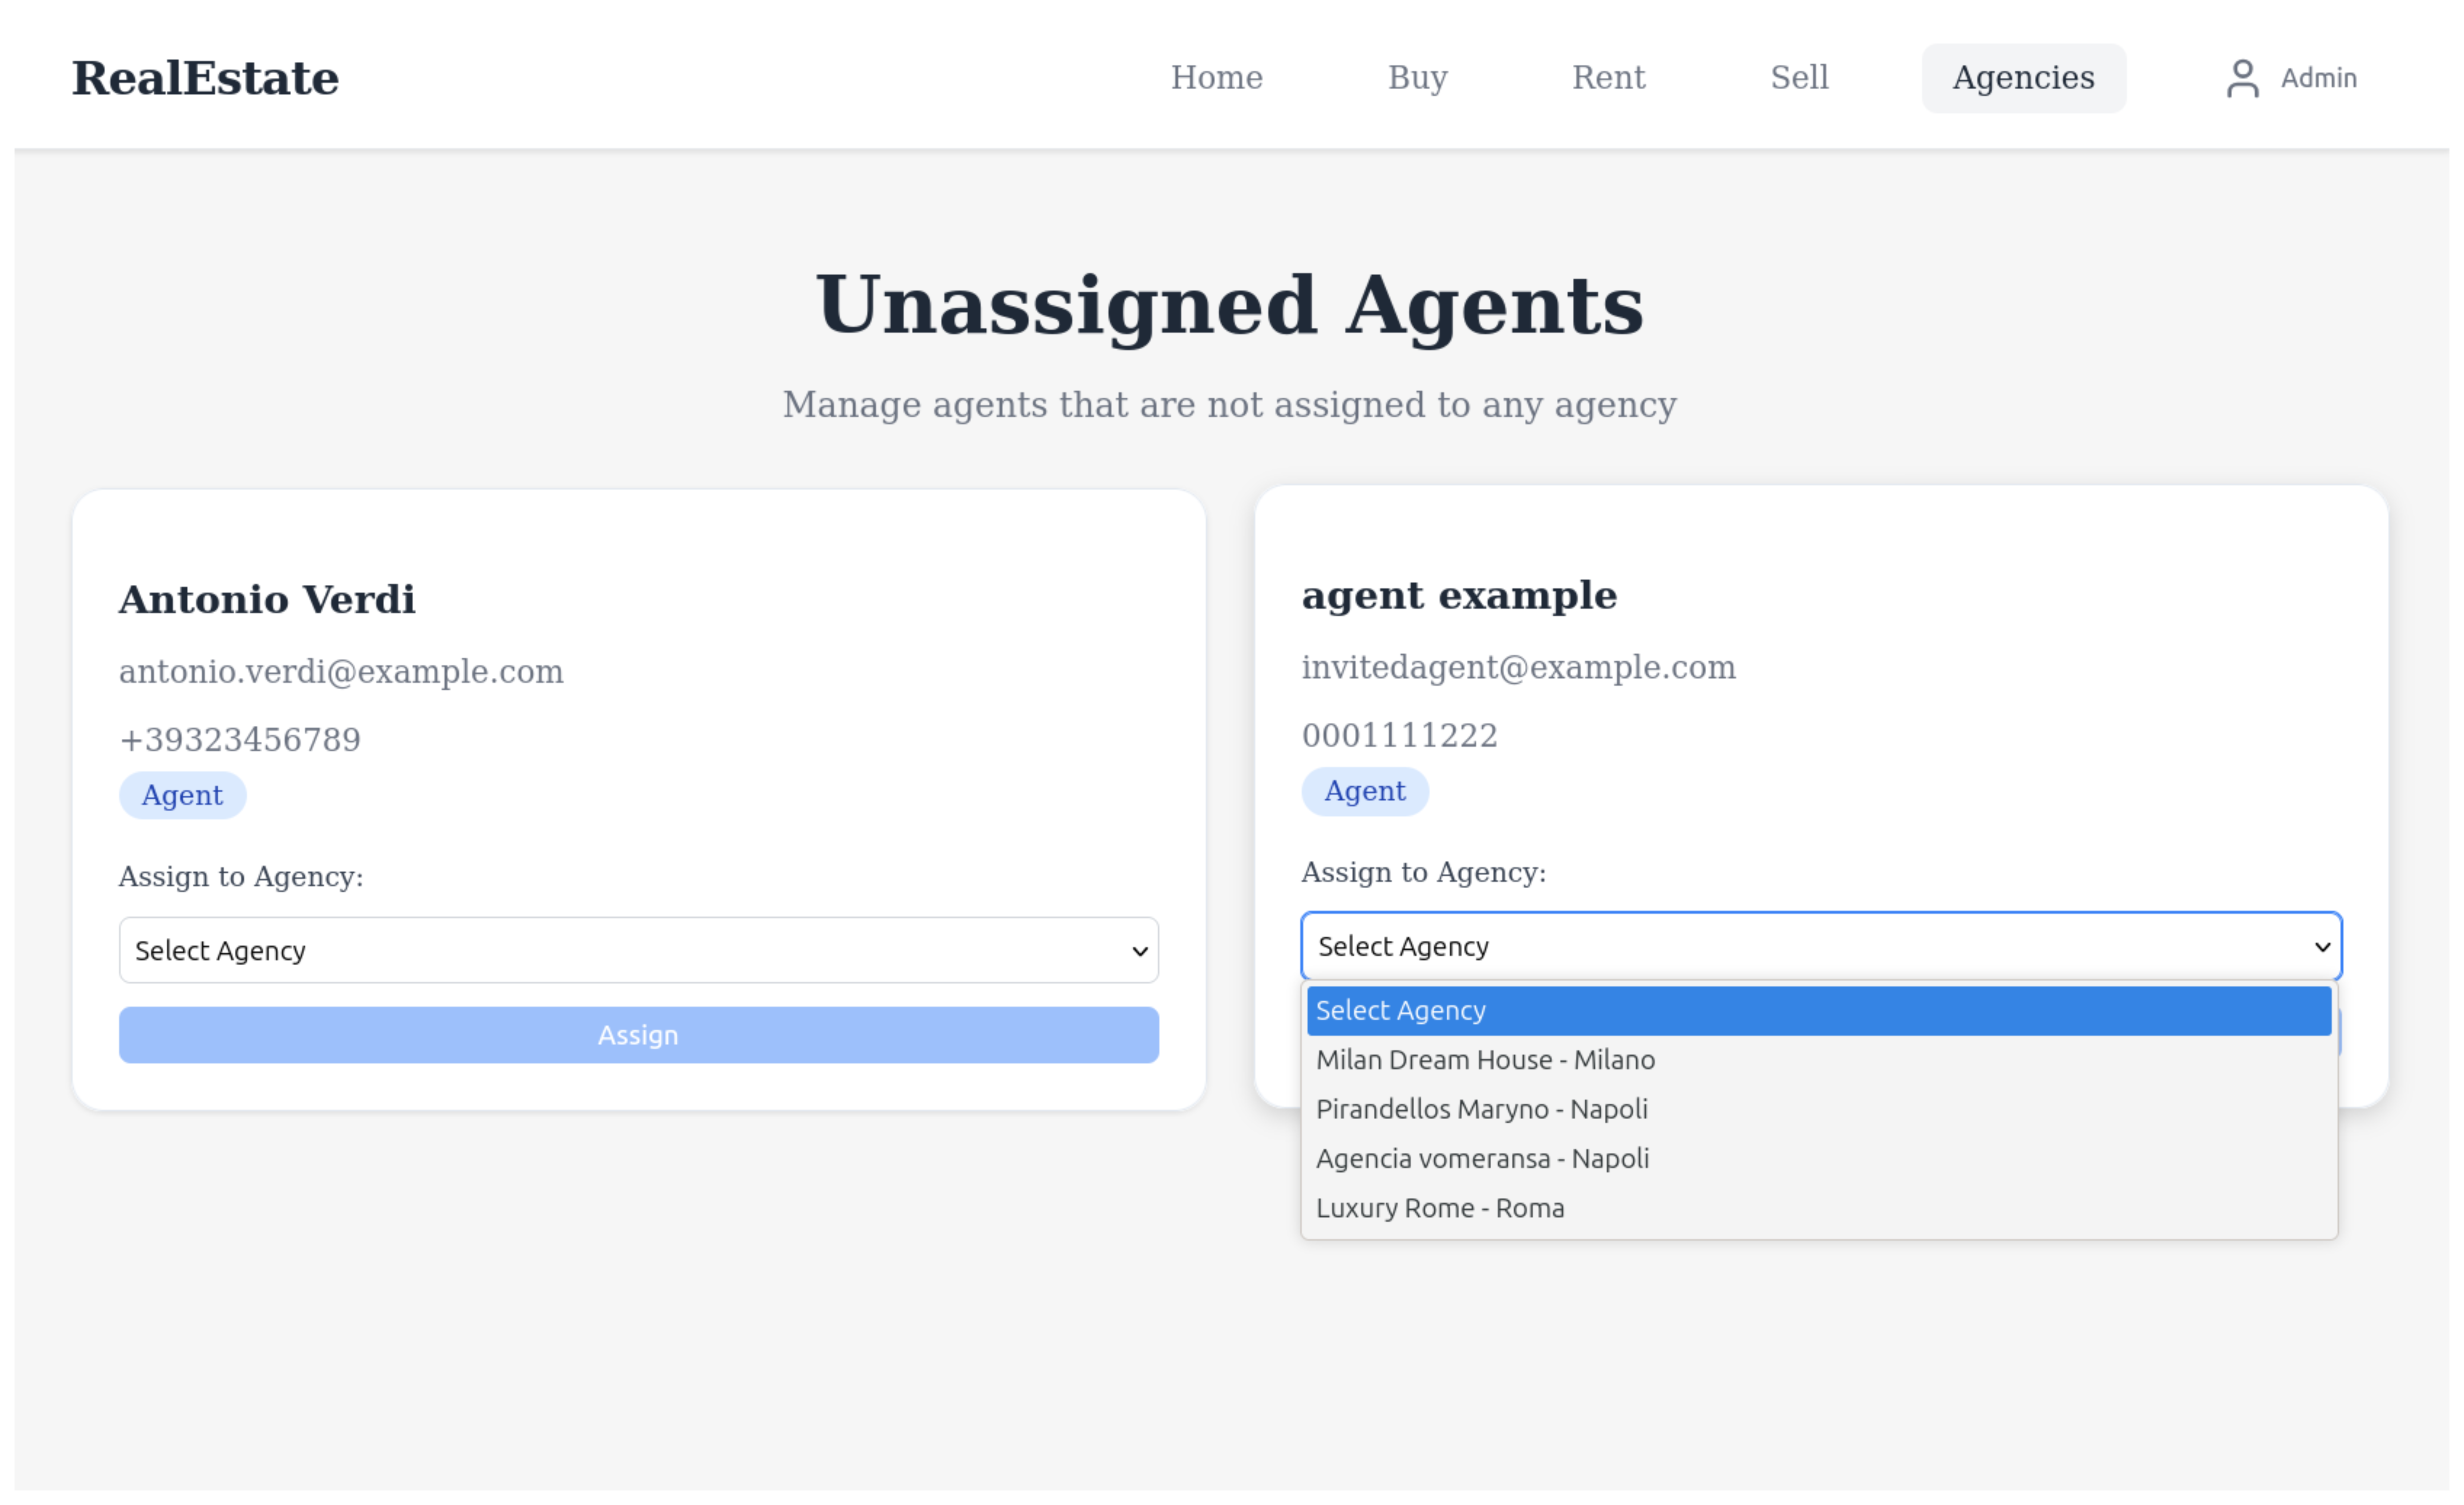 RealEstate Home Buy Rent Sell Agencies Admin
Unassigned Agents
Manage agents that are not assigned to any agency
Antonio Verdi
antonio.verdi@example.com
+39323456789
Agent
Assign to Agency:
Select Agency
Assign
agent example
invitedagent@example.com
0001111222
Agent
Assign to Agency:
Select Agency
Select Agency
Milan Dream House - Milano
Pirandellos Maryno - Napoli
Agencia vomeransa - Napoli
Luxury Rome - Roma